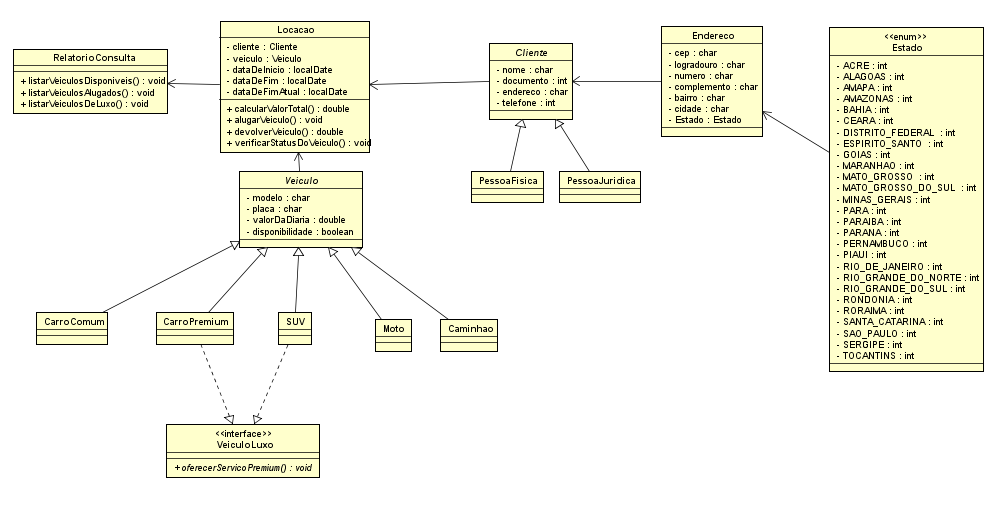 RelatorioConsulta
+ listarVeiculosDisponiveis() : void
+ listarVeiculosAlugados() : void
+ listarVeiculosDeLuxo() : void
Locacao
- cliente : Cliente
- veiculo : Veiculo
- dataDeInicio : localDate
- dataDeFim : localDate
- dataDeFimAtual : localDate
+ calcularValorTotal() : double
+ alugarVeiculo() : void
+ devolverVeiculo() : double
+ verificarStatusDoVeiculo() : void
Cliente
- nome : char
- documento : int
- endereco : char
- telefone : int
Endereco
- cep : char
- logradouro : char
- numero : char
- complemento : char
- bairro : char
- cidade : char
- Estado : Estado
<<enum>>
Estado
- ACRE : int
- ALAGOAS : int
- AMAPA : int
- AMAZONAS : int
- BAHIA : int
- CEARA : int
- DISTRITO_FEDERAL : int
- ESPIRITO_SANTO : int
- GOIAS : int
- MARANHAO : int
- MATO_GROSSO : int
- MATO_GROSSO_DO_SUL : int
- MINAS_GERAIS : int
- PARA : int
- PARAIBA : int
- PARANA : int
- PERNAMBUCO : int
- PIAUI : int
- RIO_DE_JANEIRO : int
- RIO_GRANDE_DO_NORTE : int
- RIO_GRANDE_DO_SUL : int
- RONDONIA : int
- RORAIMA : int
- SANTA_CATARINA : int
- SAO_PAULO : int
- SERGIPE : int
- TOCANTINS : int
PessoaFisica
PessoaJuridica
Veiculo
- modelo : char
- placa : char
- valorDaDiaria : double
- disponibilidade : boolean
CarroComum
CarroPremium
SUV
Moto
Caminhao
<<interface>>
VeiculoLuxo
+ oferecerServicoPremium() : void